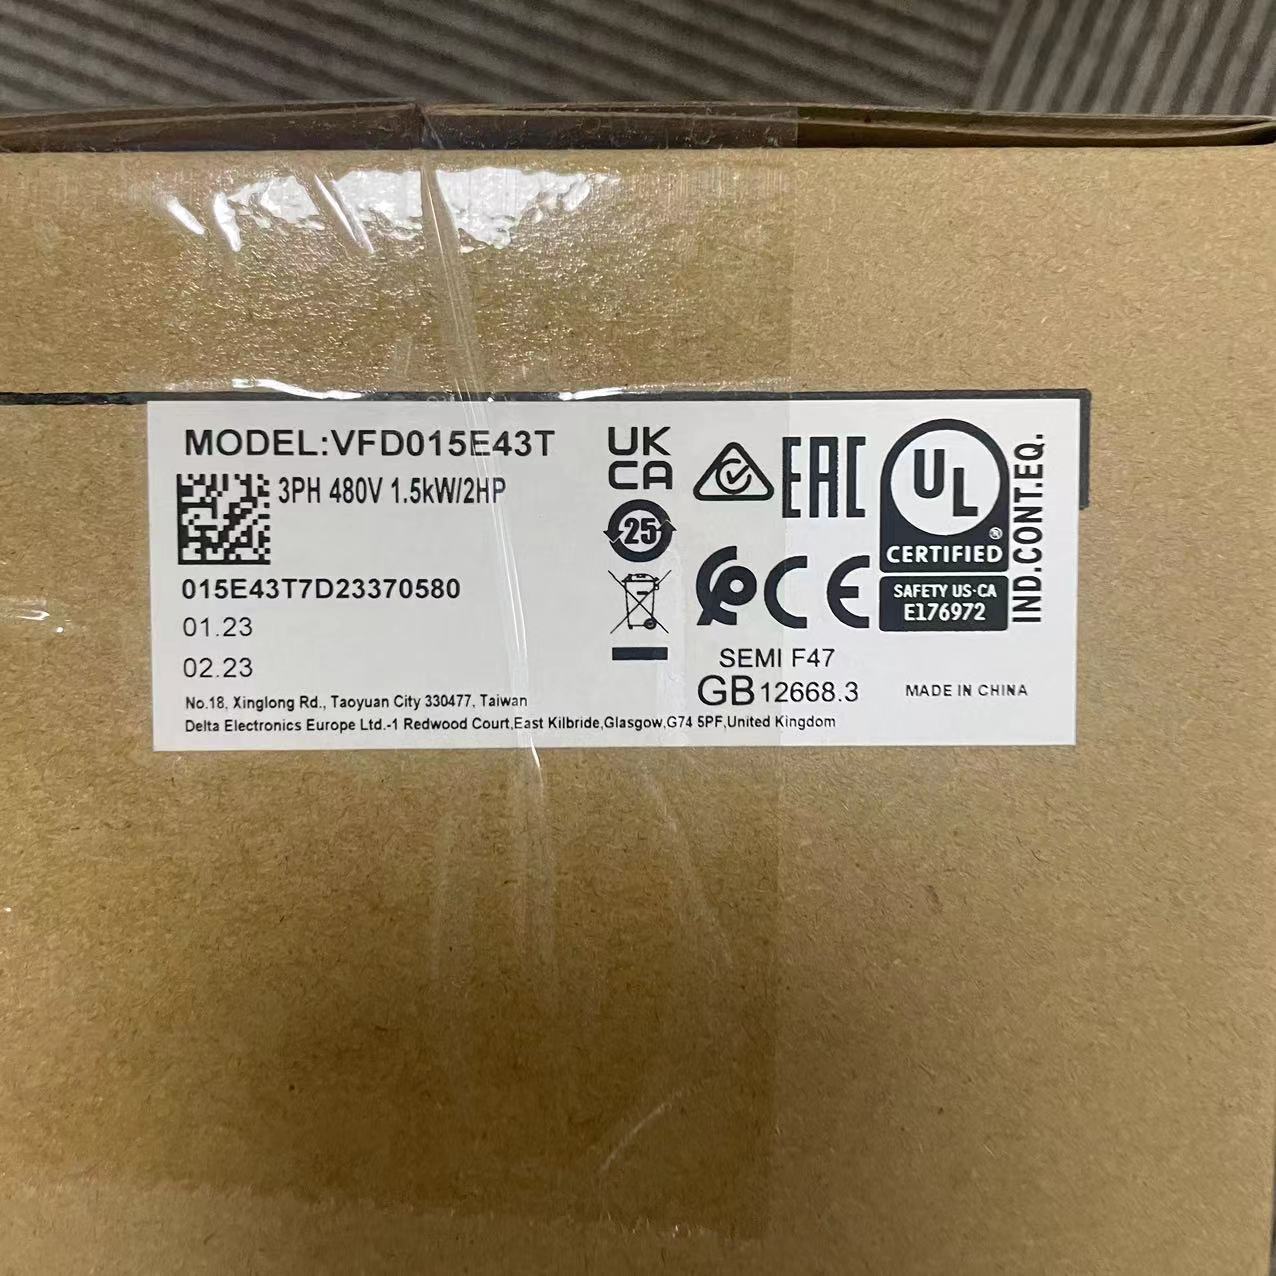 MODEL:VFD015E43T
3PH 480V 1.5kW/2HP
015E43T7D23370580
01.23
02.23
No.18, Xinglong Rd., Taoyuan City 330477, Taiwan
Delta Electronics Europe Ltd.-1 Redwood Court,East Kilbride,Glasgow,G74 5PF,United Kingdom
UK
CA
25
EAC
CE
SEMI F47
GB12668.3
UL
®
CERTIFIED
SAFETY US·CA
E176972
IND.CONT.EQ.
MADE IN CHINA